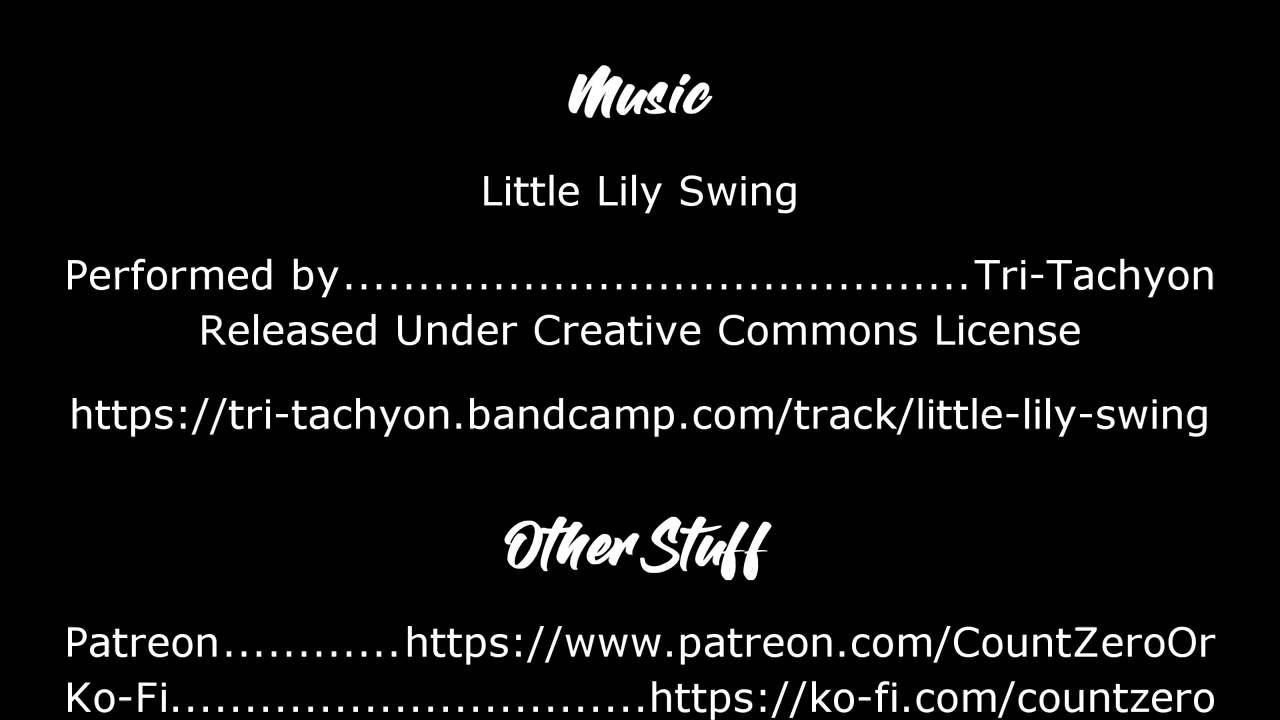 Music
Little Lily Swing
Performed by..........................................Tri-Tachyon
Released Under Creative Commons License
https://tri-tachyon.bandcamp.com/track/little-lily-swing
Other Stuff
Patreon............https://www.patreon.com/CountZeroOr
Ko-Fi................................https://ko-fi.com/countzero